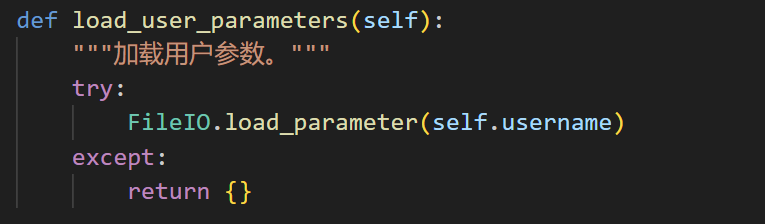 def load_user_parameters(self):
    """加载用户参数。"""
    try:
        FileIO.load_parameter(self.username)
    except:
        return {}